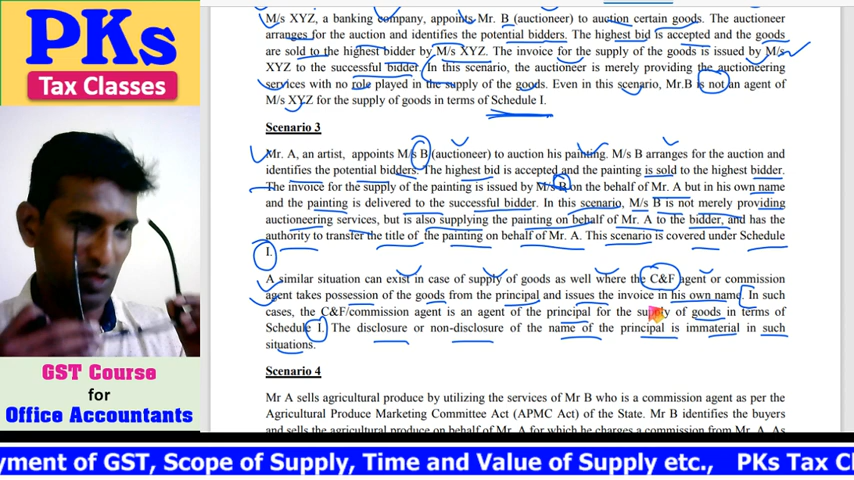 PKs
Tax Classes
GST Course
for
Office Accountants
M/s XYZ, a banking company, appoints Mr. B (auctioneer) to auction certain goods. The auctioneer
arranges for the auction and identifies the potential bidders. The highest bid is accepted and the goods
are sold to the highest bidder by M/s XYZ. The invoice for the supply of the goods is issued by M/s
XYZ to the successful bidder. In this scenario, the auctioneer is merely providing the auctioneering
services with no role played in the supply of the goods. Even in this scenario, Mr.B is not an agent of
M/s XYZ for the supply of goods in terms of Schedule I.
Scenario 3
Mr. A, an artist, appoints M/s B (auctioneer) to auction his painting. M/s B arranges for the auction and
identifies the potential bidders. The highest bid is accepted and the painting is sold to the highest bidder.
The invoice for the supply of the painting is issued by M/s B on the behalf of Mr. A but in his own name
and the painting is delivered to the successful bidder. In this scenario, M/s B is not merely providing
auctioneering services, but is also supplying the painting on behalf of Mr. A to the bidder, and has the
authority to transfer the title of the painting on behalf of Mr. A. This scenario is covered under Schedule
I.
A similar situation can exist in case of supply of goods as well where the C&F agent or commission
agent takes possession of the goods from the principal and issues the invoice in his own name. In such
cases, the C&F/commission agent is an agent of the principal for the supply of goods in terms of
Schedule I. The disclosure or non-disclosure of the name of the principal is immaterial in such
situations.
Scenario 4
Mr A sells agricultural produce by utilizing the services of Mr B who is a commission agent as per the
Agricultural Produce Marketing Committee Act (APMC Act) of the State. Mr B identifies the buyers
and sells the agricultural produce on behalf of Mr. A for which he charges a commission from Mr. A. As
yment of GST, Scope of Supply, Time and Value of Supply etc., PKs Tax Cl